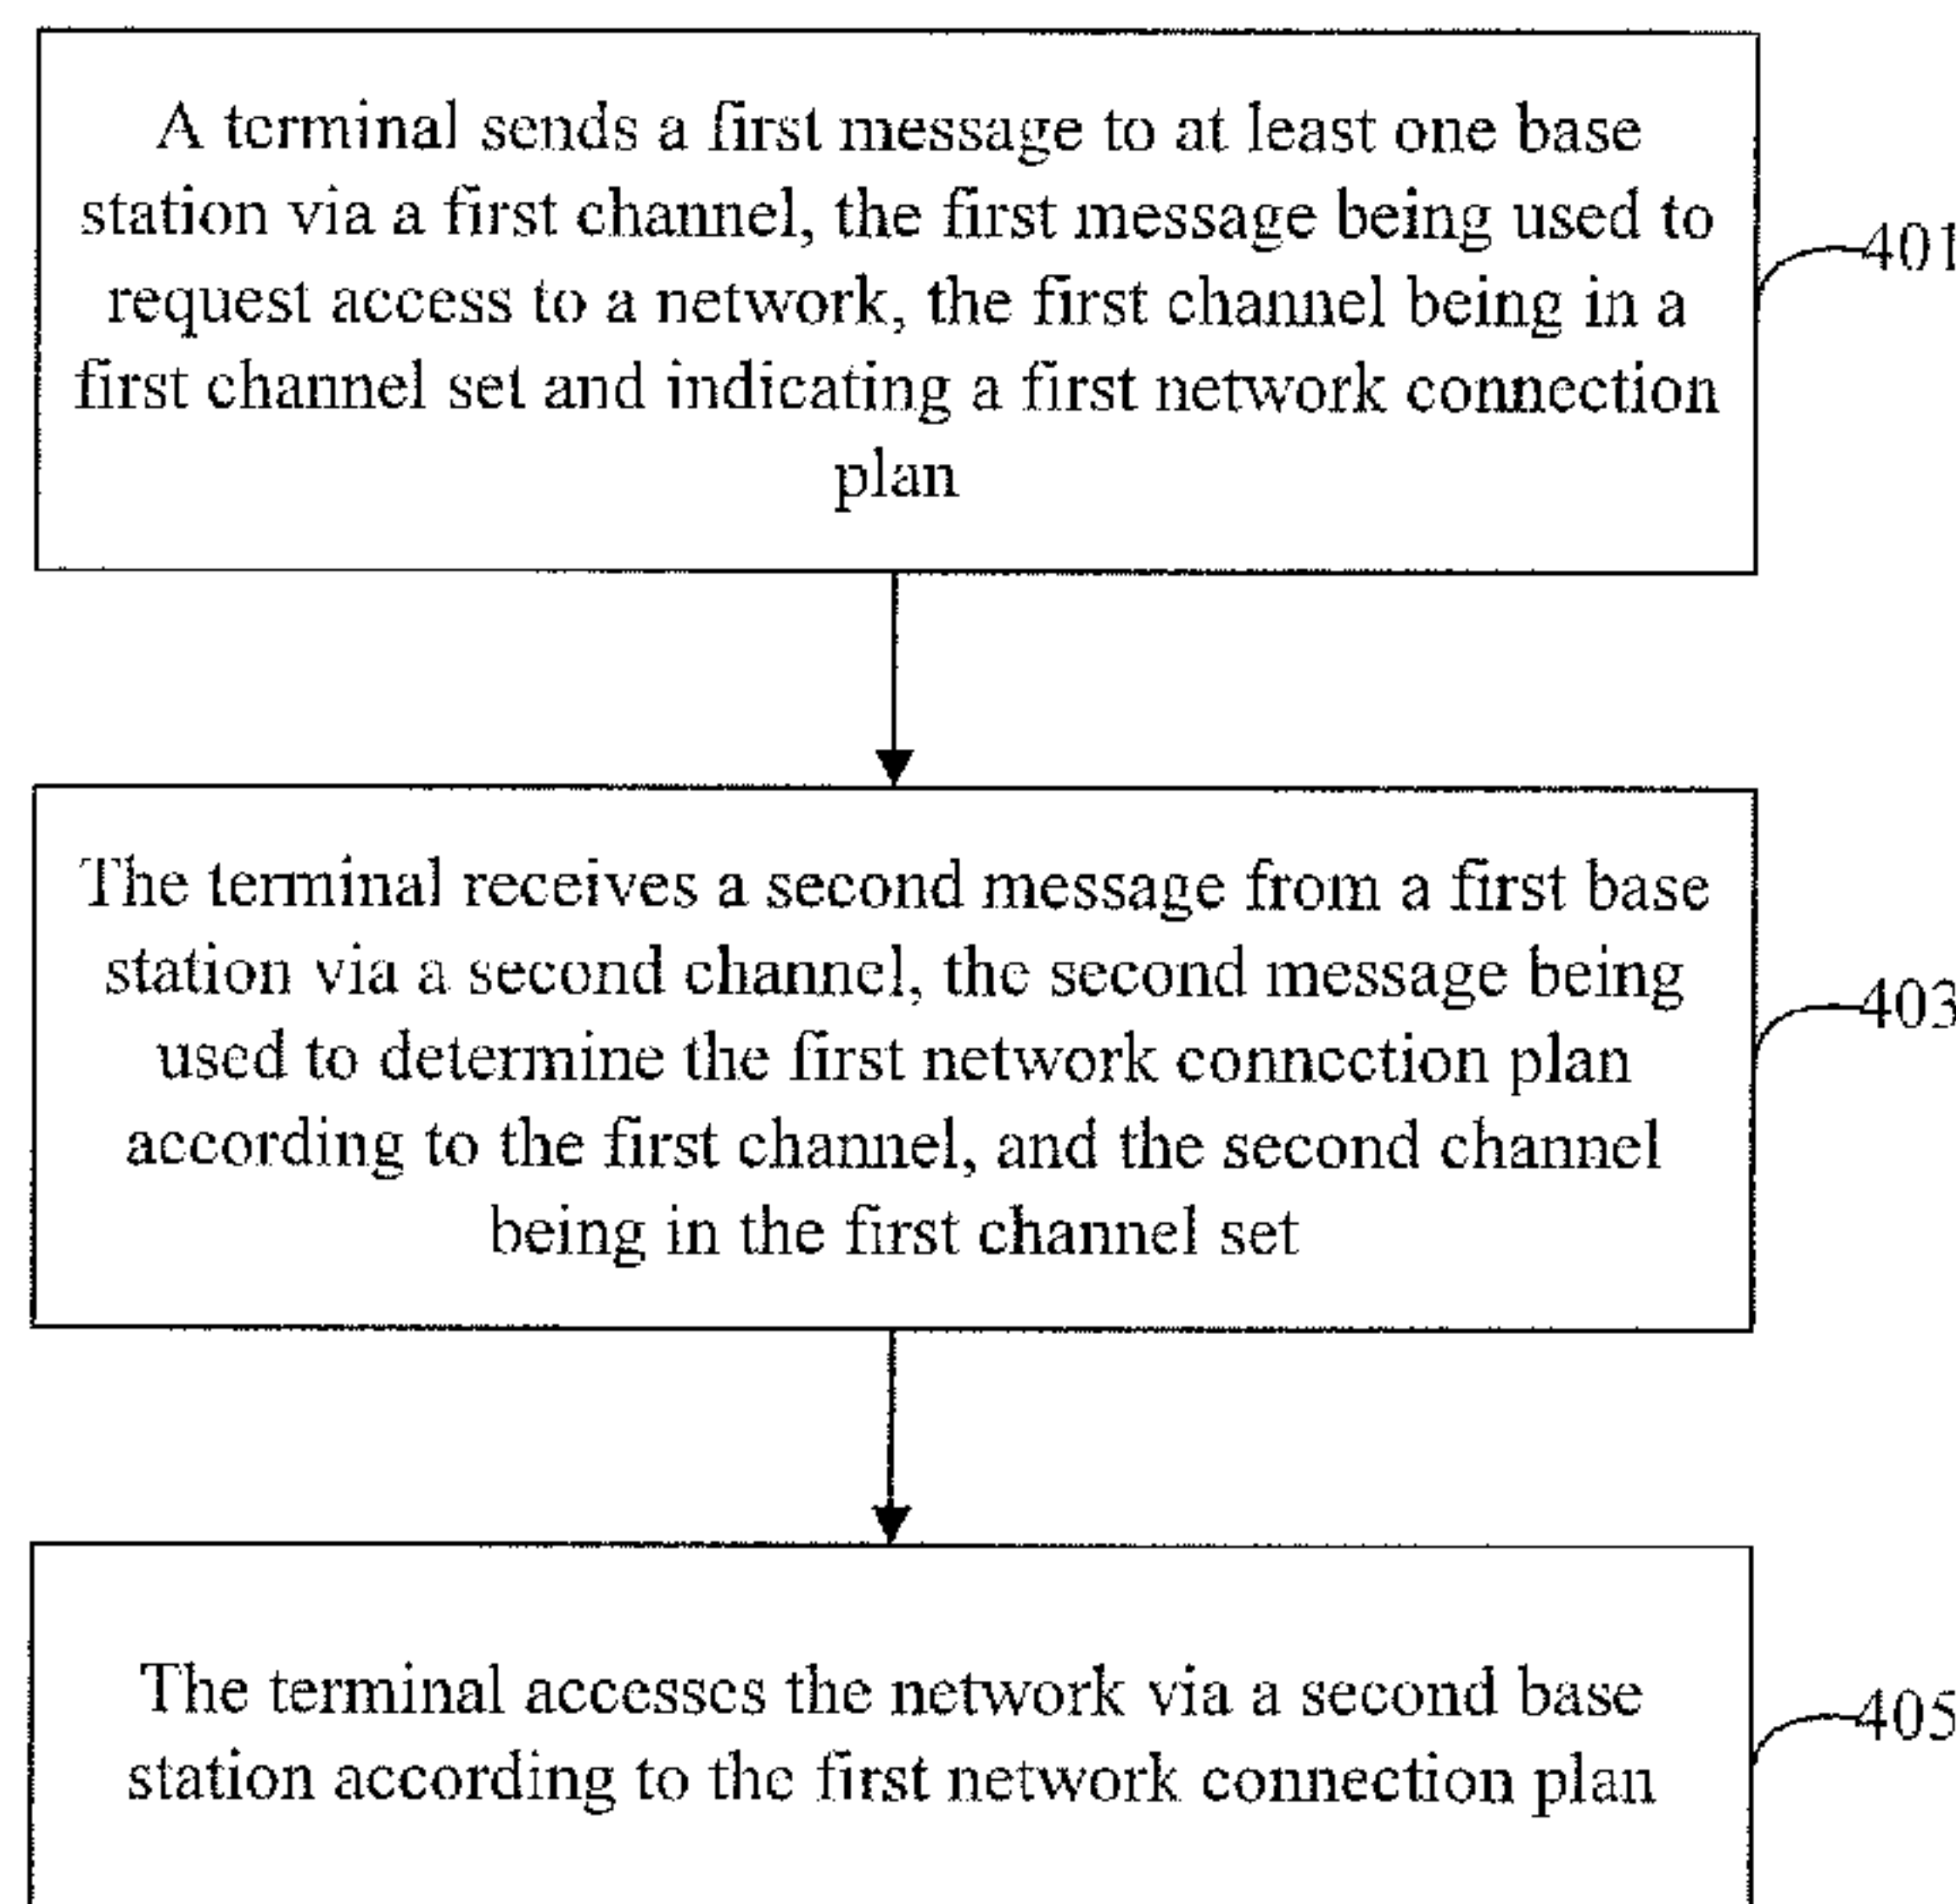 A terminal sends a first message to at least one base
station via a first channel, the first message being used to
request access to a network, the first channel being in a
first channel set and indicating a first network connection
plan
401
The terminal receives a second message from a first base
station via a second channel, the second message being
used to determine the first network connection plan
according to the first channel, and the second channel
being in the first channel set
403
The terminal accesses the network via a second base
station according to the first network connection plan
405